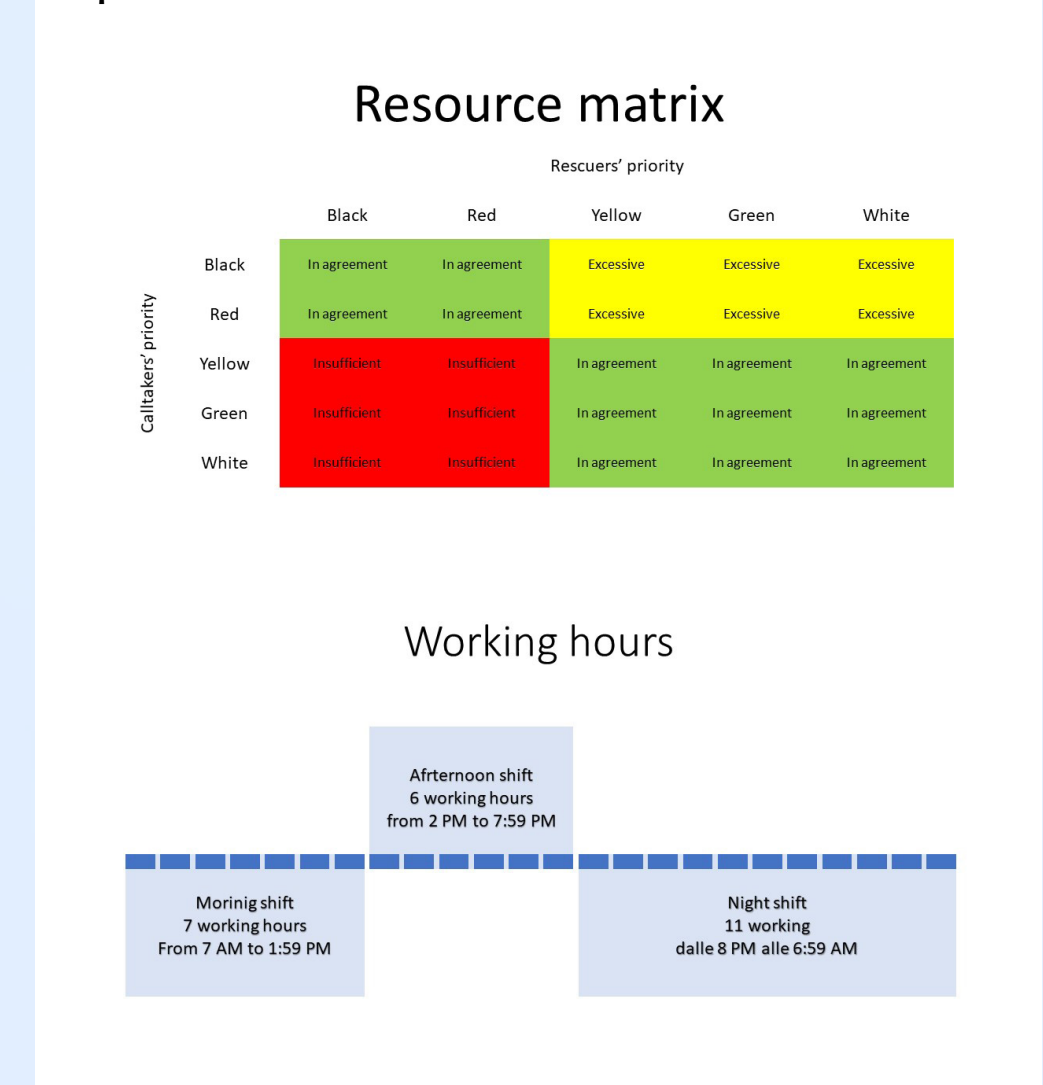 Resource matrix
Rescuers' priority
Black Red Yellow Green White
Calltakers' priority
Black In agreement In agreement Excessive Excessive Excessive
Red In agreement In agreement Excessive Excessive Excessive
Yellow Insufficient Insufficient In agreement In agreement In agreement
Green Insufficient Insufficient In agreement In agreement In agreement
White Insufficient Insufficient In agreement In agreement In agreement
Working hours
Afrternoon shift
6 working hours
from 2 PM to 7:59 PM
Morinig shift
7 working hours
From 7 AM to 1:59 PM
Night shift
11 working
dalle 8 PM alle 6:59 AM